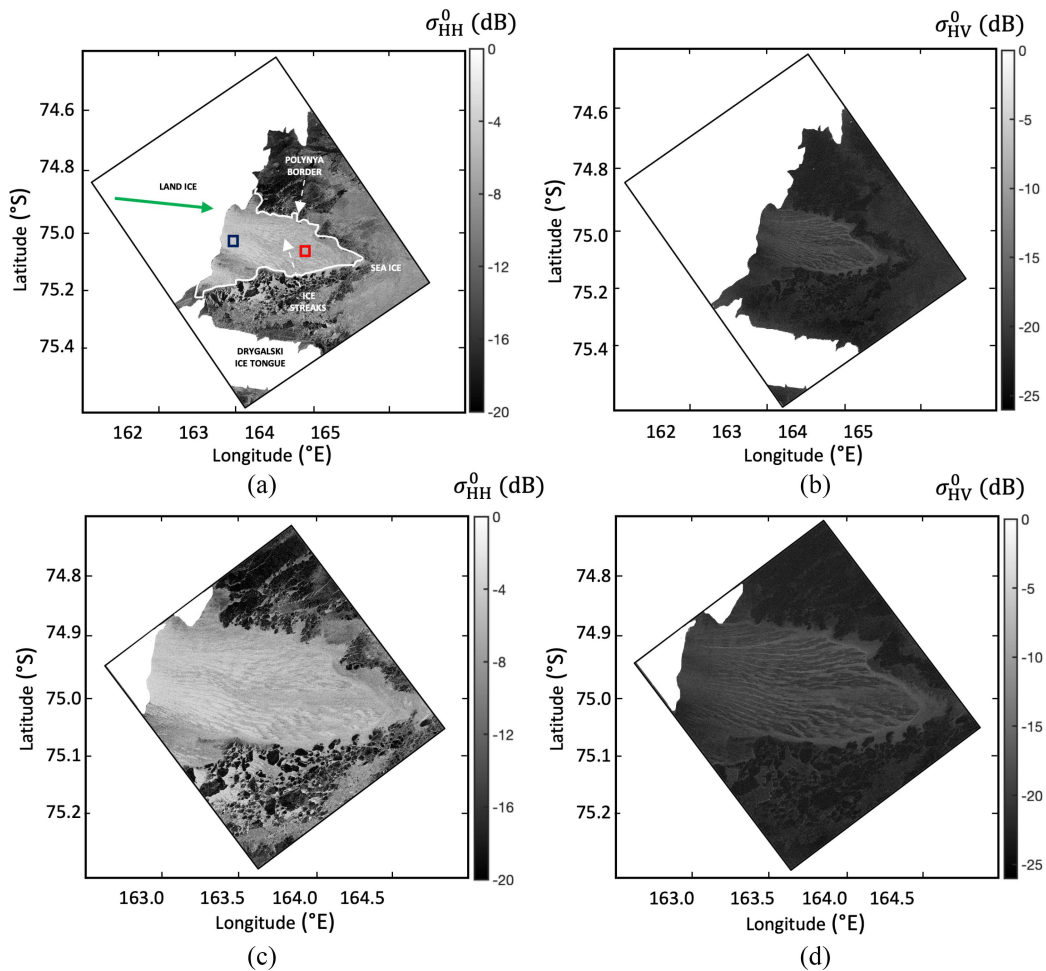 σ⁰HH (dB)
0
-4
-8
-12
-16
-20
74.6
74.8
75.0
75.2
75.4
Latitude (°S)
LAND ICE
POLYNYA
BORDER
SEA ICE
ICE
STREAKS
DRYGALSKI
ICE TONGUE
162 163 164 165
Longitude (°E)
(a)
σ⁰HV (dB)
0
-5
-10
-15
-20
-25
74.6
74.8
75.0
75.2
75.4
Latitude (°S)
162 163 164 165
Longitude (°E)
(b)
σ⁰HH (dB)
0
-4
-8
-12
-16
-20
74.8
74.9
75.0
75.1
75.2
Latitude (°S)
163.0 163.5 164.0 164.5
Longitude (°E)
(c)
σ⁰HV (dB)
0
-5
-10
-15
-20
-25
74.8
74.9
75.0
75.1
75.2
Latitude (°S)
163.0 163.5 164.0 164.5
Longitude (°E)
(d)